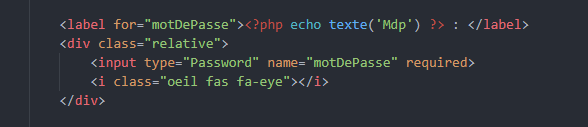 <label for="motDePasse"><?php echo texte('Mdp') ?> : </label>
<div class="relative">
<input type="Password" name="motDePasse" required>
<i class="oeil fas fa-eye"></i>
</div>